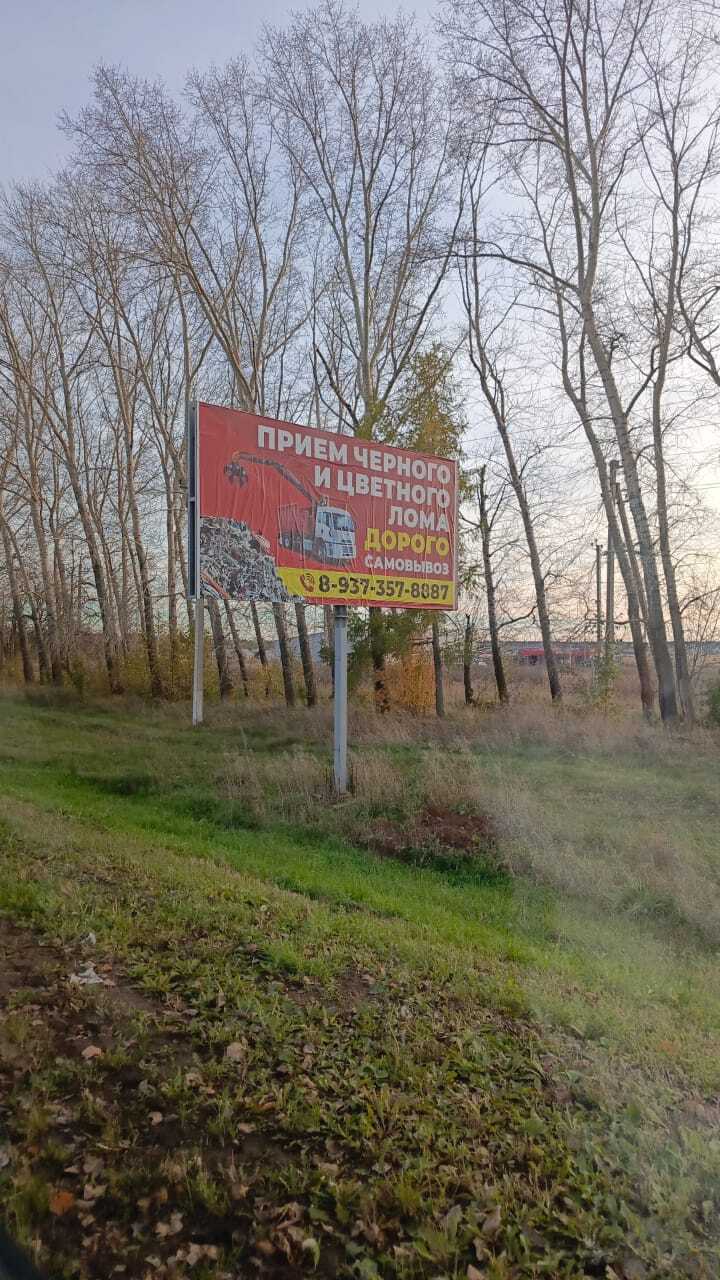 ПРИЕМ ЧЕРНОГО
И ЦВЕТНОГО
ЛОМА
ДОРОГО
САМОВЫВОЗ
8-937-357-8887